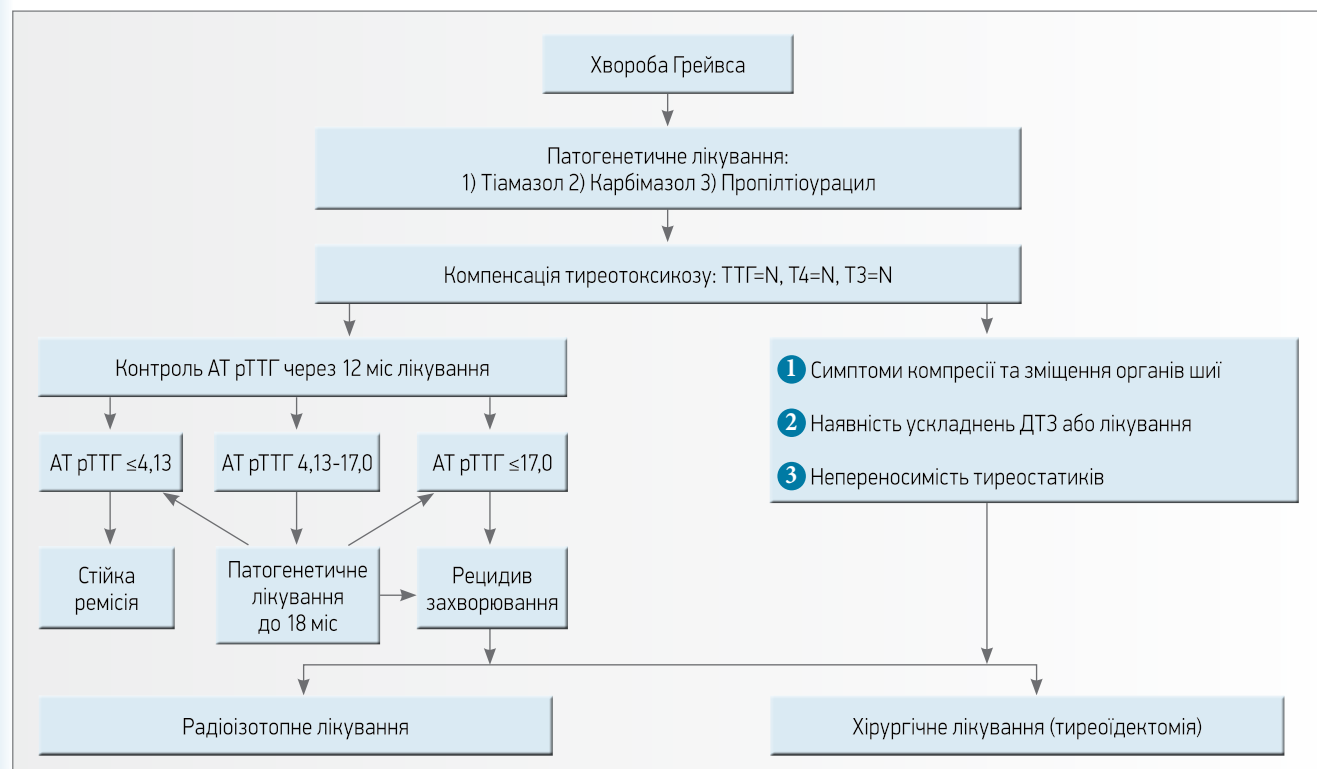 Хвороба Грейвса
Патогенетичне лікування:
1) Тіамазол 2) Карбімазол 3) Пропілтіоурацил
Компенсація тиреотоксикозу: ТТГ=N, Т4=N, Т3=N
Контроль АТ рТТГ через 12 міс лікування
АТ рТТГ ≤4,13
АТ рТТГ 4,13-17,0
АТ рТТГ ≤17,0
Стійка
ремісія
Патогенетичне
лікування
до 18 міс
Рецидив
захворювання
1 Симптоми компресії та зміщення органів шиї
2 Наявність ускладнень ДТЗ або лікування
3 Непереносимість тиреостатиків
Радіоізотопне лікування
Хірургічне лікування (тиреоїдектомія)